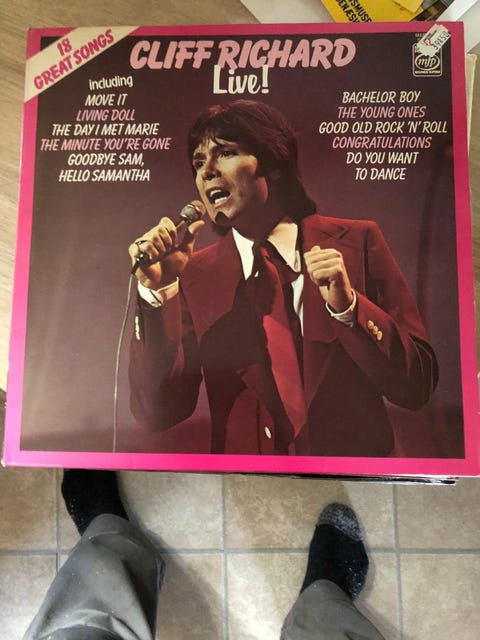 18
GREAT SONGS
CLIFF RICHARD
Live!
mfp
including
MOVE IT
LIVING DOLL
THE DAY I MET MARIE
THE MINUTE YOU'RE GONE
GOODBYE SAM,
HELLO SAMANTHA
BACHELOR BOY
THE YOUNG ONES
GOOD OLD ROCK 'N' ROLL
CONGRATULATIONS
DO YOU WANT
TO DANCE